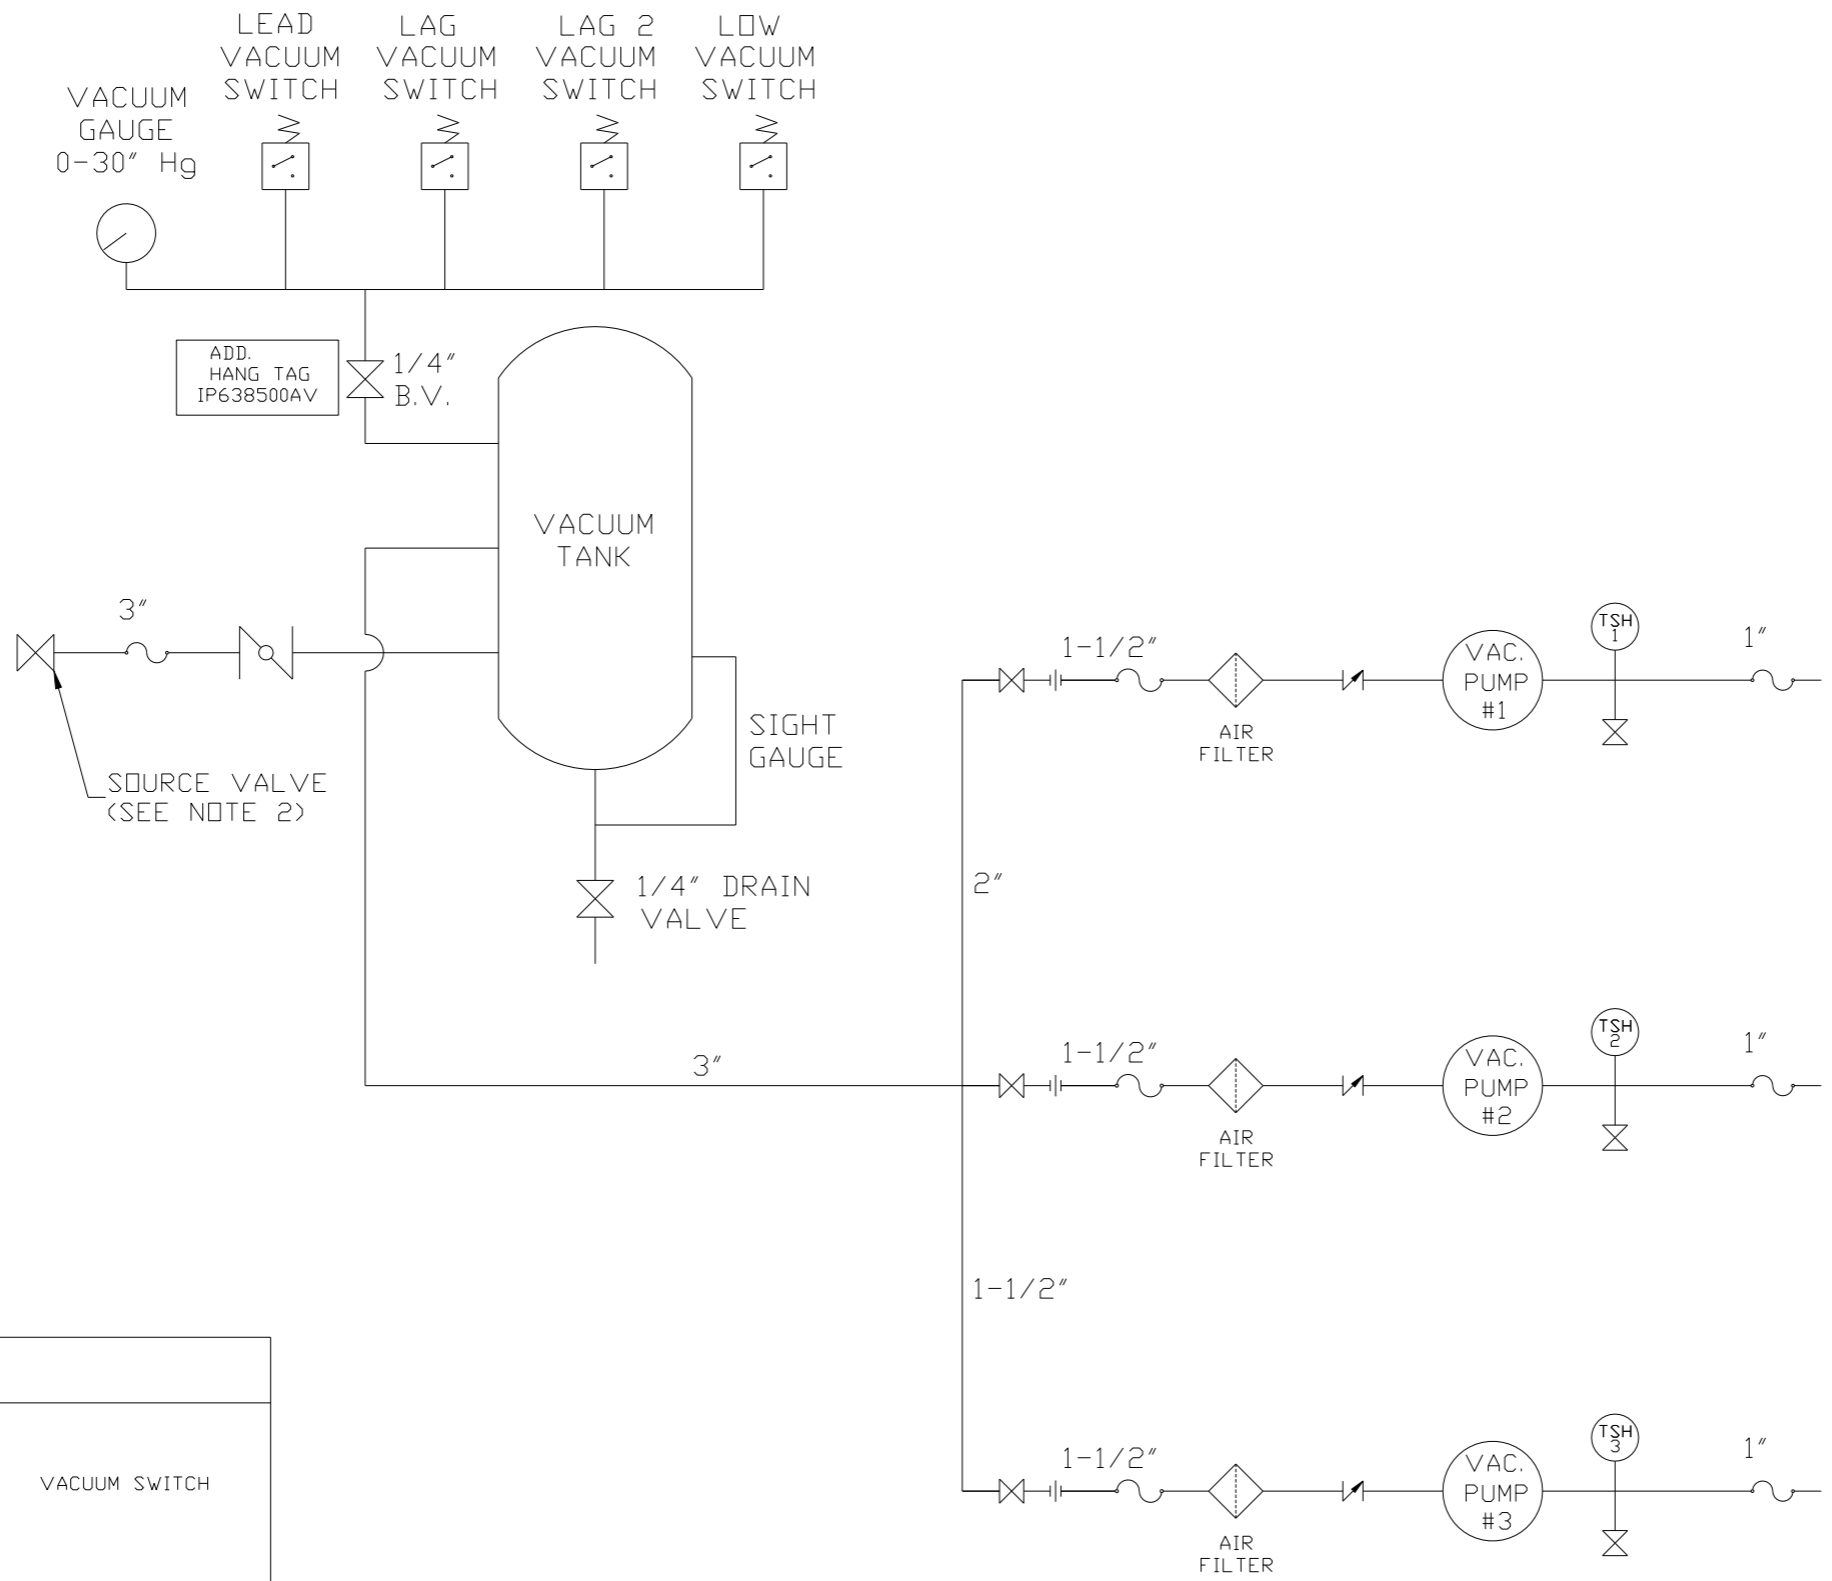 LEAD
VACUUM
SWITCH
LAG
VACUUM
SWITCH
LAG 2
VACUUM
SWITCH
LOW
VACUUM
SWITCH
VACUUM
GAUGE
0-30" Hg
ADD.
HANG TAG
IP638500AV
1/4"
B.V.
VACUUM
TANK
3"
SOURCE VALVE
(SEE NOTE 2)
SIGHT
GAUGE
1/4" DRAIN
VALVE
3"
2"
1-1/2"
1-1/2"
AIR
FILTER
VAC.
PUMP
#1
TSH
1
1"
1-1/2"
AIR
FILTER
VAC.
PUMP
#2
TSH
2
1"
1-1/2"
AIR
FILTER
VAC.
PUMP
#3
TSH
3
1"
VACUUM SWITCH